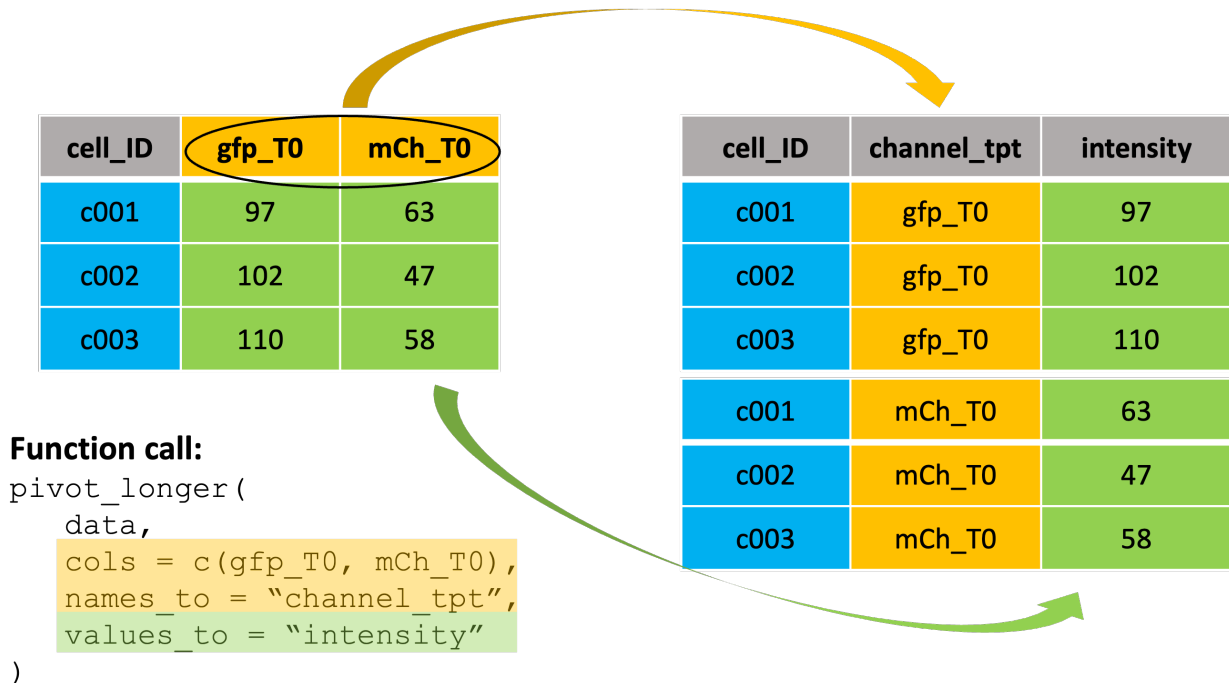 cell_ID gfp_T0 mCh_T0
c001 97 63
c002 102 47
c003 110 58
cell_ID channel_tpt intensity
c001 gfp_T0 97
c002 gfp_T0 102
c003 gfp_T0 110
c001 mCh_T0 63
c002 mCh_T0 47
c003 mCh_T0 58
Function call:
pivot_longer(
data,
cols = c(gfp_T0, mCh_T0),
names_to = “channel_tpt”,
values_to = “intensity”
)